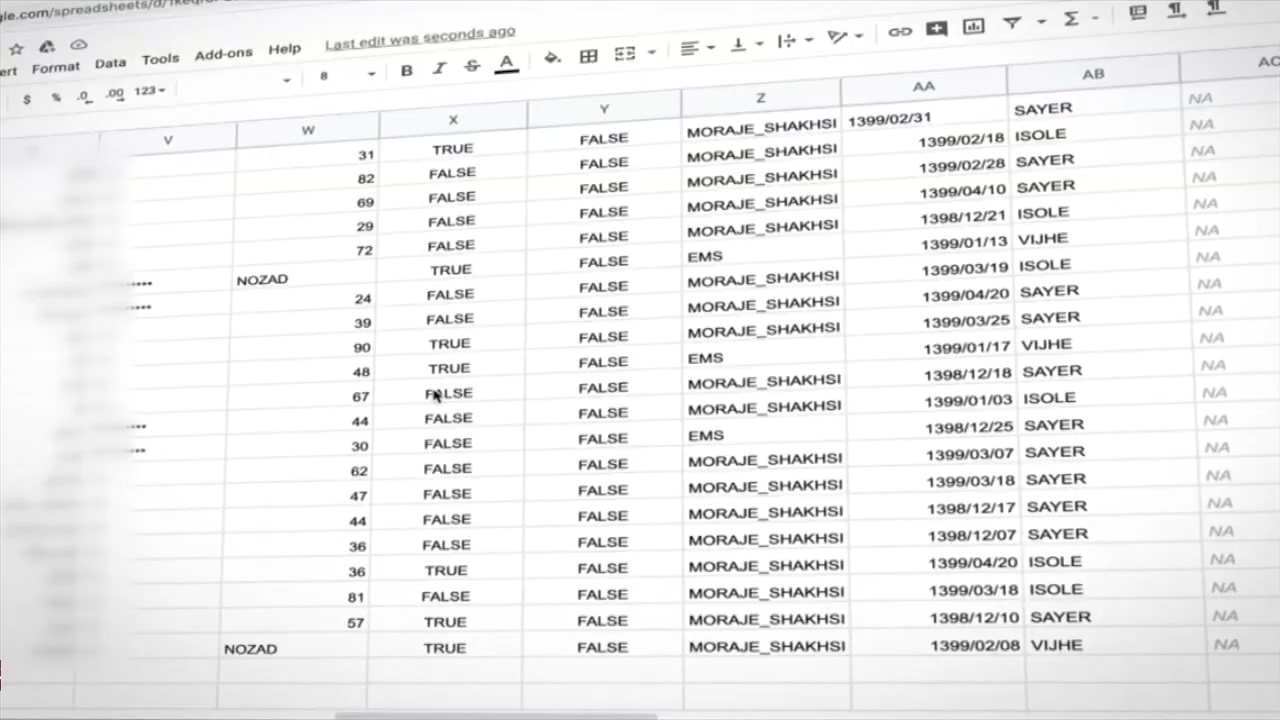 gle.com/spreadsheets/d/1keqf
ert Format Data Tools Add-ons Help Last edit was seconds ago
$ % .0 .00 123 8 B I S A
V W X Y Z AA AB AC
31 TRUE FALSE MORAJE_SHAKHSI 1399/02/31 SAYER NA
82 FALSE FALSE MORAJE_SHAKHSI 1399/02/18 ISOLE NA
69 FALSE FALSE MORAJE_SHAKHSI 1399/02/28 SAYER NA
29 FALSE FALSE MORAJE_SHAKHSI 1399/04/10 SAYER NA
72 FALSE FALSE MORAJE_SHAKHSI 1398/12/21 ISOLE NA
NOZAD TRUE FALSE EMS 1399/01/13 VIJHE NA
24 FALSE FALSE MORAJE_SHAKHSI 1399/03/19 ISOLE NA
39 FALSE FALSE MORAJE_SHAKHSI 1399/04/20 SAYER NA
90 TRUE FALSE MORAJE_SHAKHSI 1399/03/25 SAYER NA
48 TRUE FALSE EMS 1399/01/17 VIJHE NA
67 FALSE FALSE MORAJE_SHAKHSI 1398/12/18 SAYER NA
44 FALSE FALSE MORAJE_SHAKHSI 1399/01/03 ISOLE NA
30 FALSE FALSE EMS 1398/12/25 SAYER NA
62 FALSE FALSE MORAJE_SHAKHSI 1399/03/07 SAYER NA
47 FALSE FALSE MORAJE_SHAKHSI 1399/03/18 SAYER NA
44 FALSE FALSE MORAJE_SHAKHSI 1398/12/17 SAYER NA
36 FALSE FALSE MORAJE_SHAKHSI 1398/12/07 SAYER NA
36 TRUE FALSE MORAJE_SHAKHSI 1399/04/20 ISOLE NA
81 FALSE FALSE MORAJE_SHAKHSI 1399/03/18 ISOLE NA
57 TRUE FALSE MORAJE_SHAKHSI 1398/12/10 SAYER NA
NOZAD TRUE FALSE MORAJE_SHAKHSI 1399/02/08 VIJHE NA